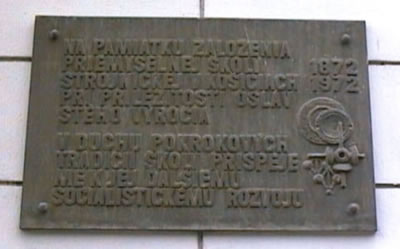 NA PAMIATKU ZALOŽENIA
PRIEMYSELNEJ ŠKOLY 1872
STROJNÍCKEJ V KOŠICIACH 1972
PRI PRÍLEŽITOSTI OSLÁV
STÉHO VÝROČIA
V DUCHU POKROKOVÝCH
TRADÍCIÍ ŠKOLY PRISPEJE
ME K JEJ ĎALŠIEMU
SOCIALISTICKÉMU ROZVOJU